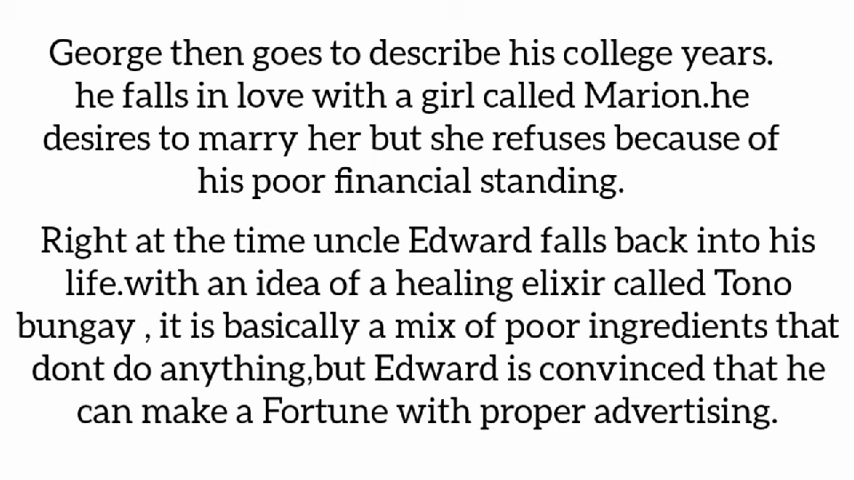 George then goes to describe his college years.
he falls in love with a girl called Marion.he
desires to marry her but she refuses because of
his poor financial standing.
Right at the time uncle Edward falls back into his
life.with an idea of a healing elixir called Tono
bungay , it is basically a mix of poor ingredients that
dont do anything,but Edward is convinced that he
can make a Fortune with proper advertising.